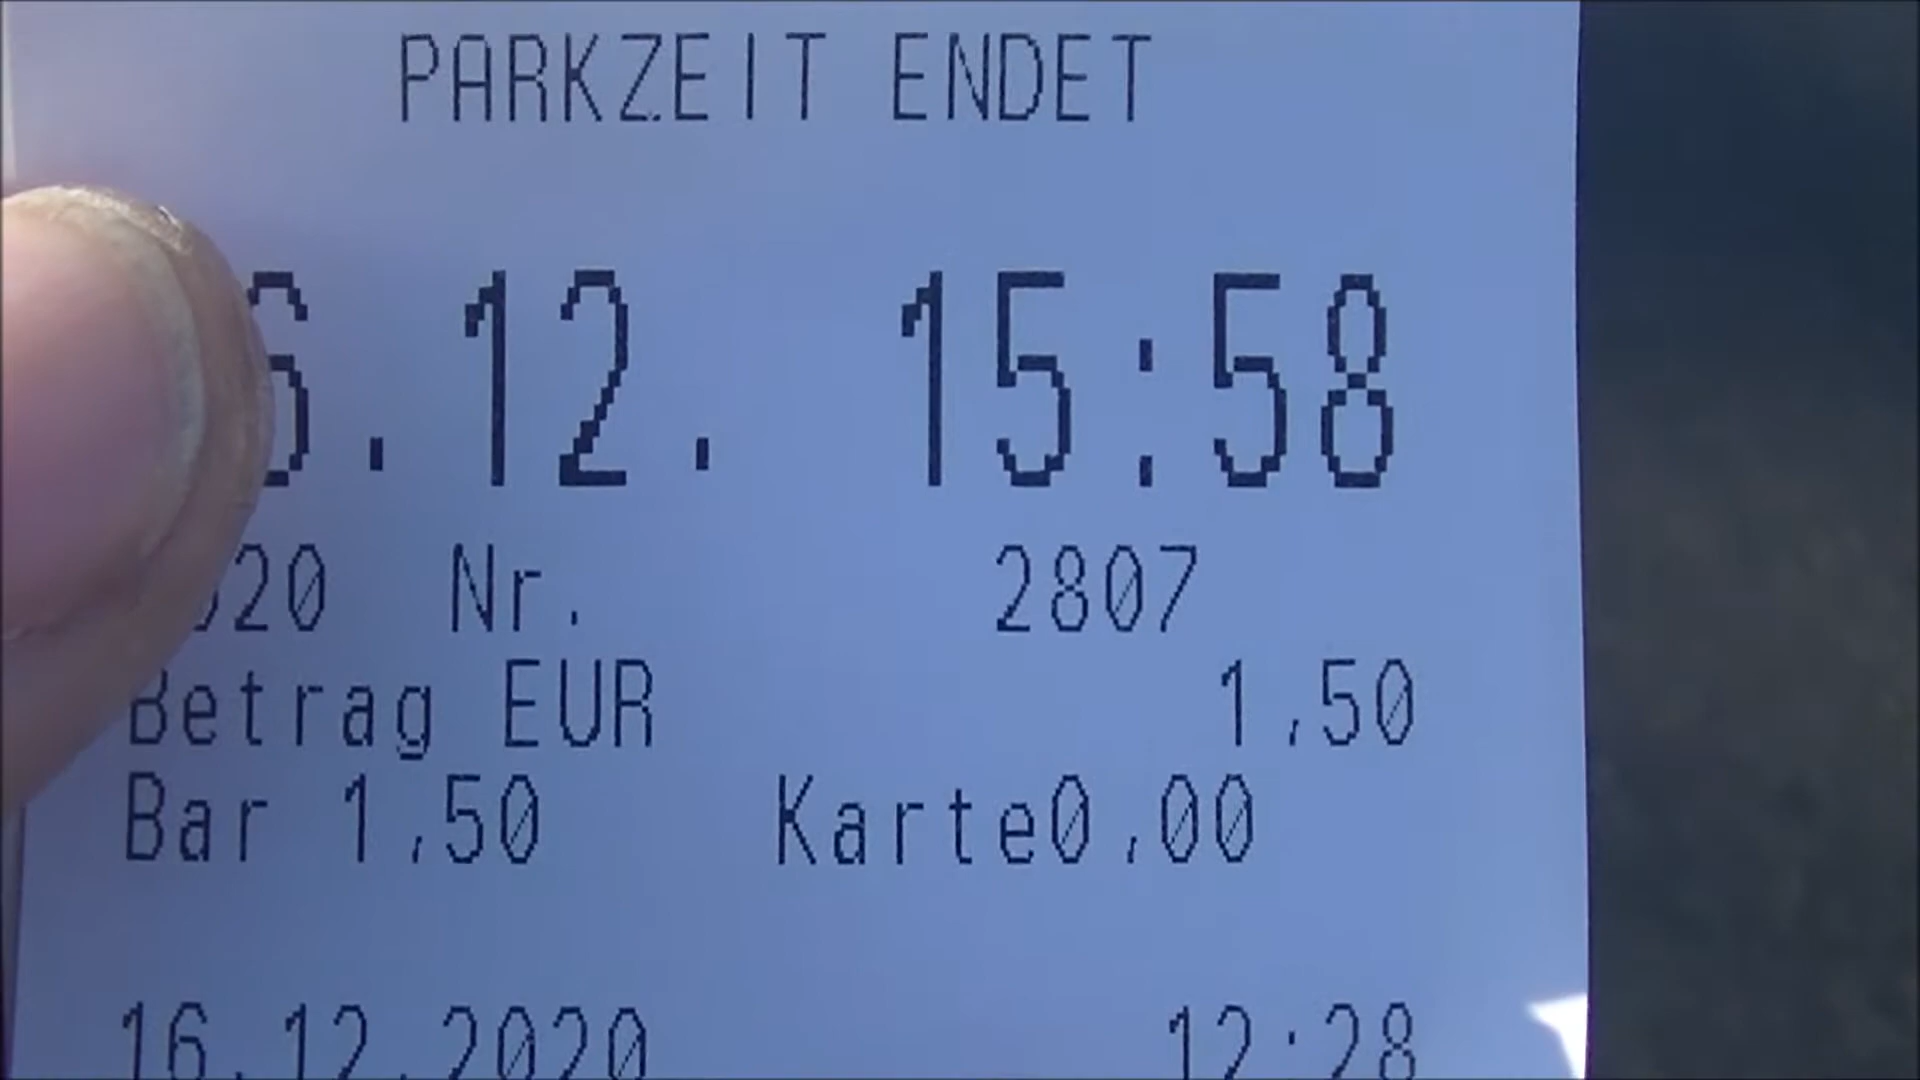 PARKZEIT ENDET
6.12. 15:58
20 Nr. 2807
Betrag EUR 1,50
Bar 1,50 Karte0,00
16.12.2020 12:28